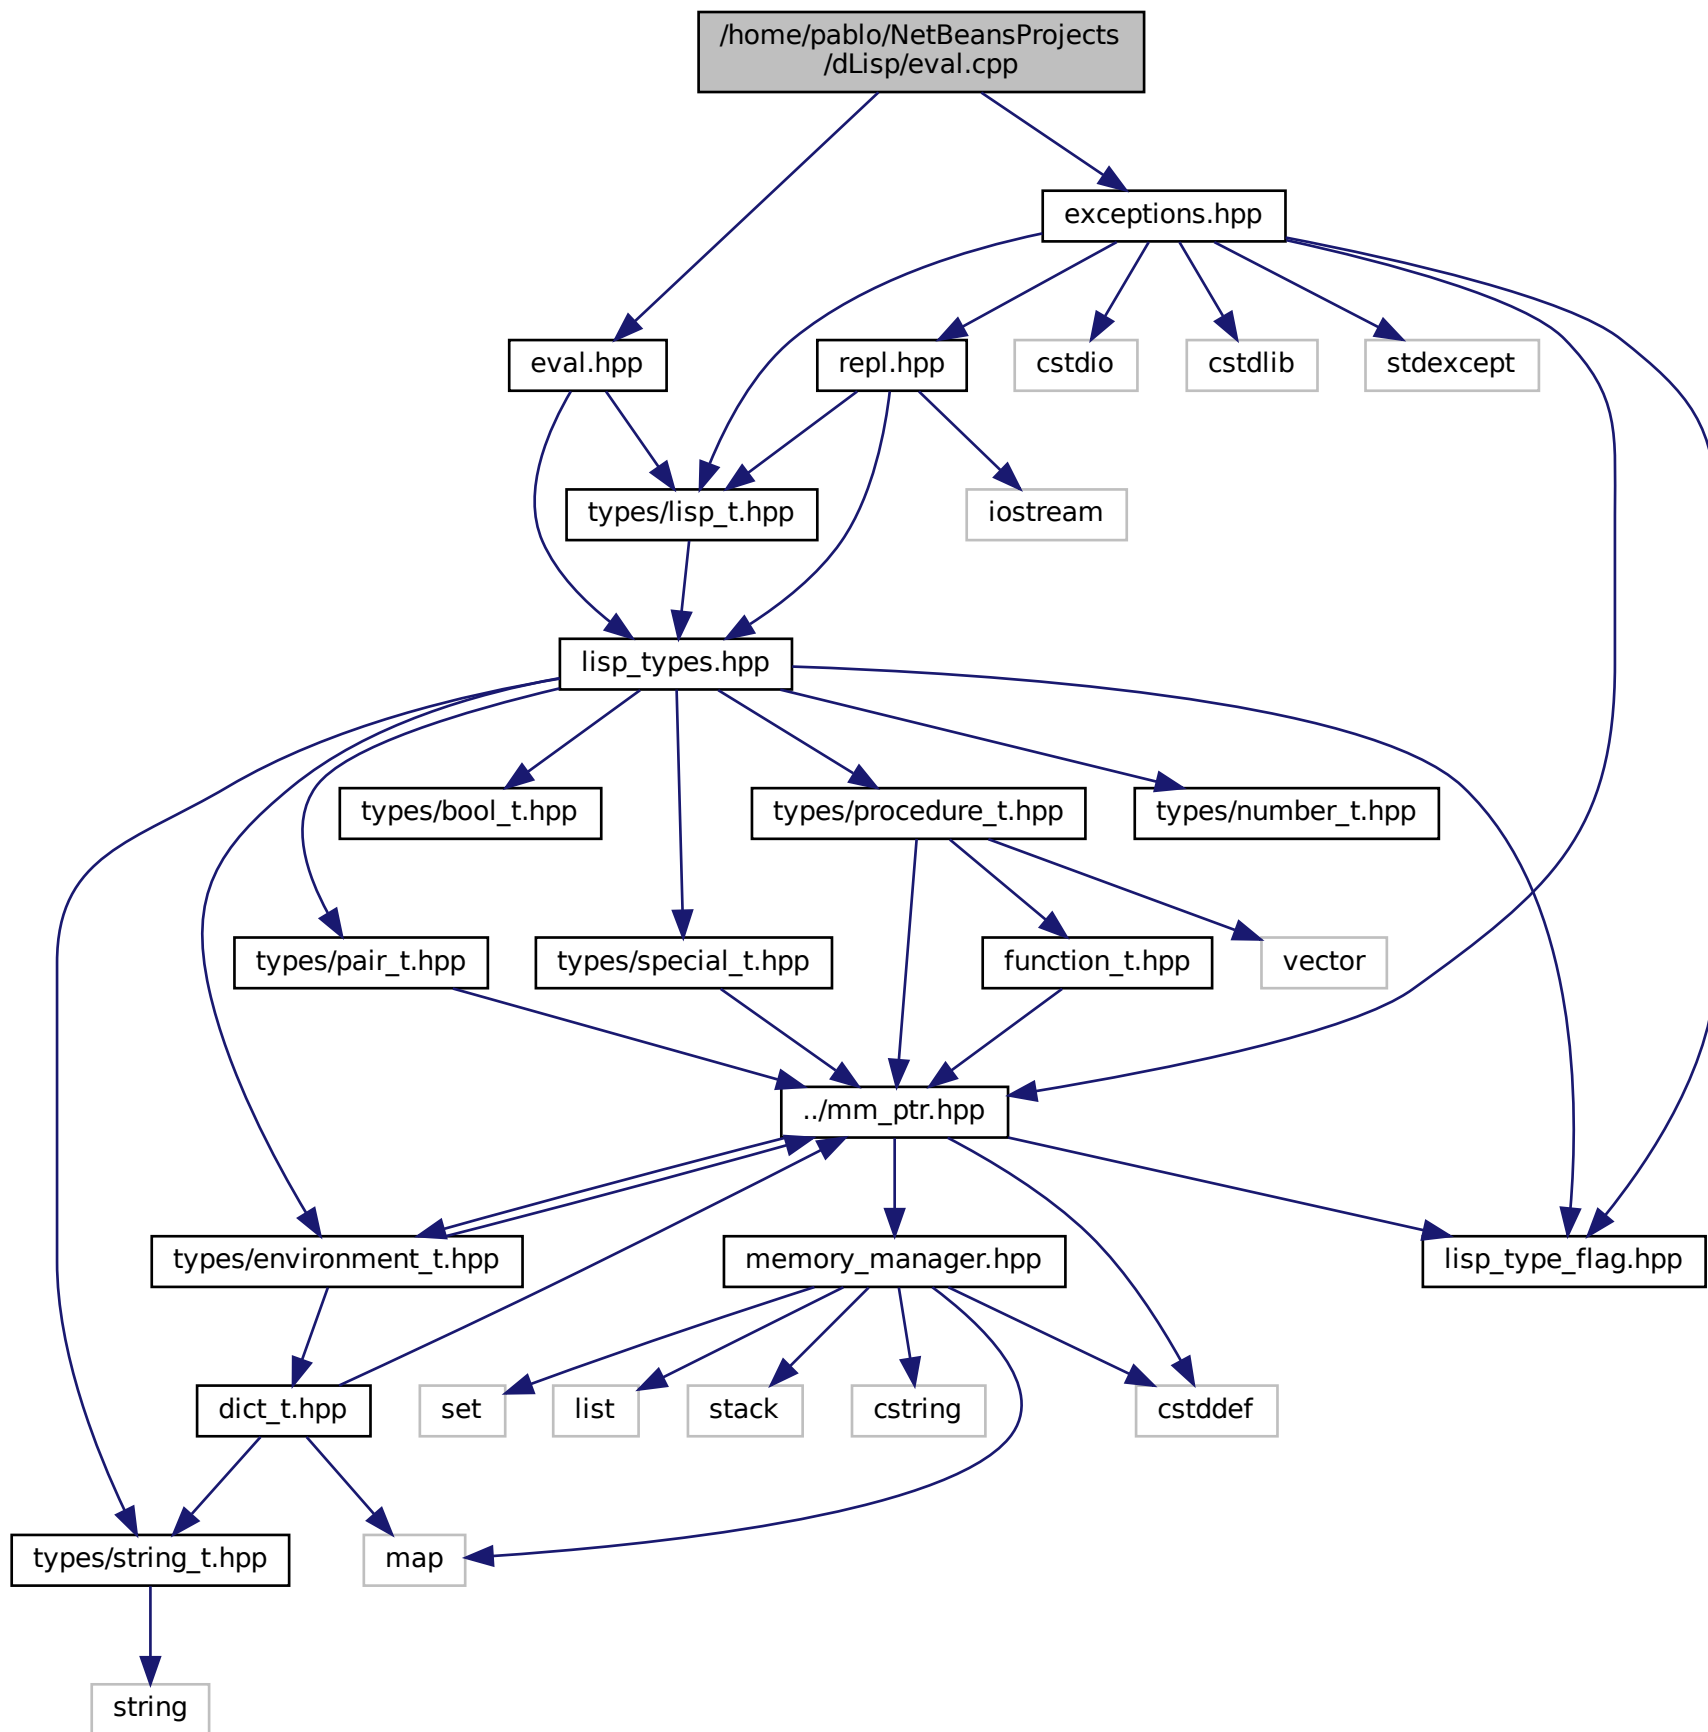 /home/pablo/NetBeansProjects
/dLisp/eval.cpp
exceptions.hpp
eval.hpp
repl.hpp
cstdio
cstdlib
stdexcept
types/lisp_t.hpp
iostream
lisp_types.hpp
types/bool_t.hpp
types/procedure_t.hpp
types/number_t.hpp
types/pair_t.hpp
types/special_t.hpp
function_t.hpp
vector
../mm_ptr.hpp
types/environment_t.hpp
memory_manager.hpp
lisp_type_flag.hpp
dict_t.hpp
set
list
stack
cstring
cstddef
types/string_t.hpp
map
string